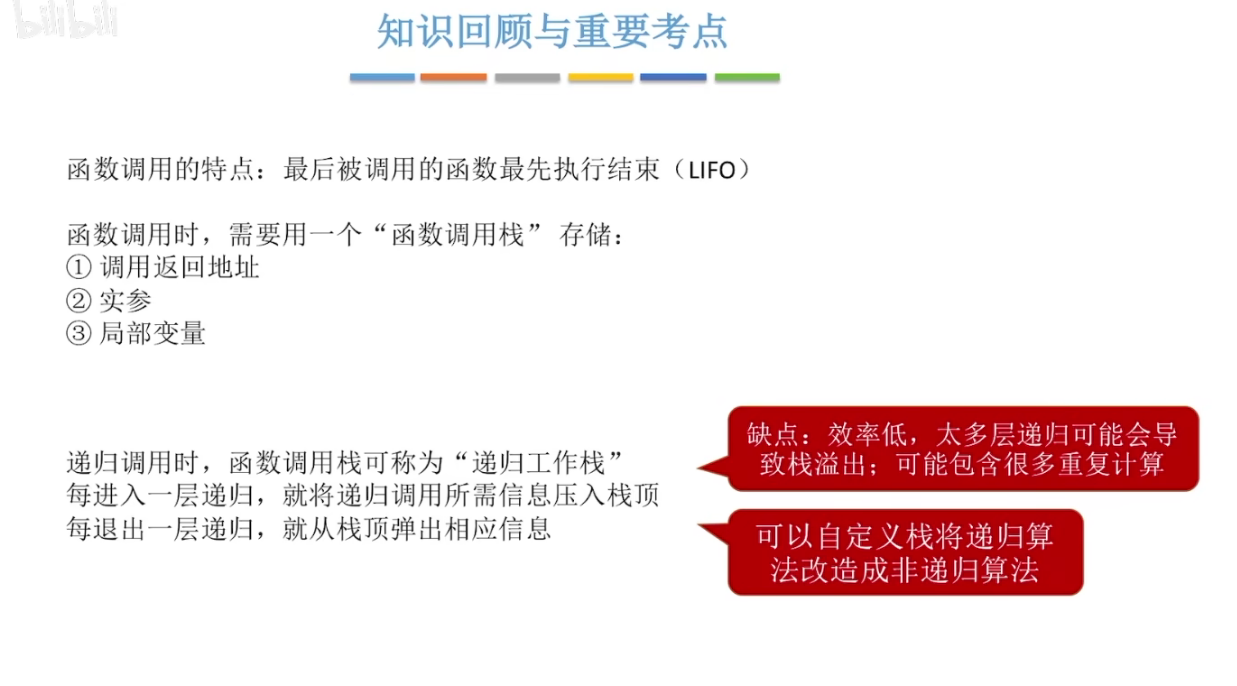 bilibili
知识回顾与重要考点
函数调用的特点：最后被调用的函数最先执行结束（LIFO）
函数调用时，需要用一个“函数调用栈” 存储：
① 调用返回地址
② 实参
③ 局部变量
递归调用时，函数调用栈可称为“递归工作栈”
每进入一层递归，就将递归调用所需信息压入栈顶
每退出一层递归，就从栈顶弹出相应信息
缺点：效率低，太多层递归可能会导
致栈溢出；可能包含很多重复计算
可以自定义栈将递归算
法改造成非递归算法